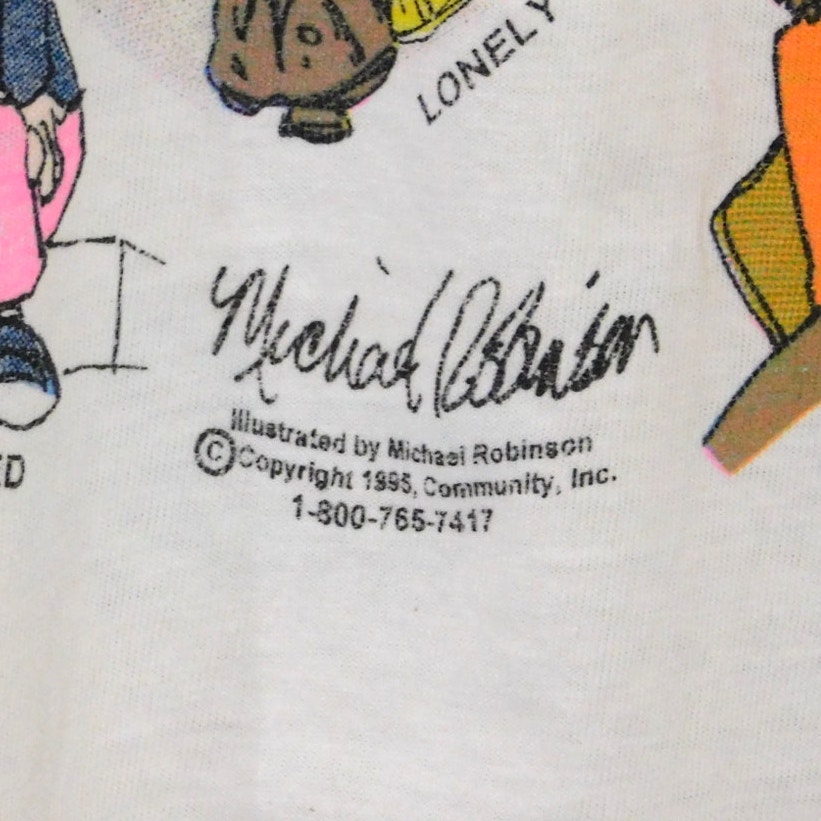 LONELY
ED
Michael Robinson
Illustrated by Michael Robinson
© Copyright 1995, Community, Inc.
1-800-765-7417